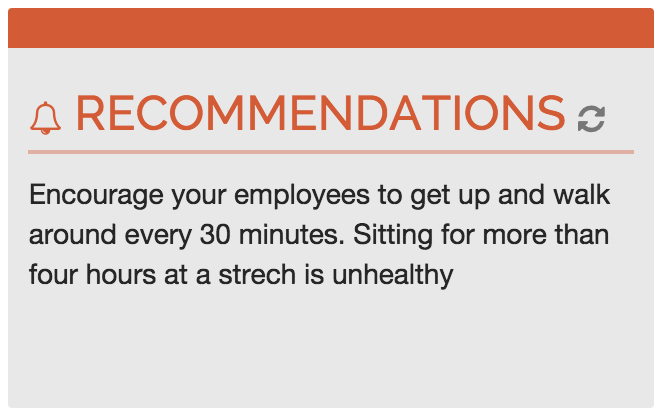 RECOMMENDATIONS
Encourage your employees to get up and walk
around every 30 minutes. Sitting for more than
four hours at a strech is unhealthy